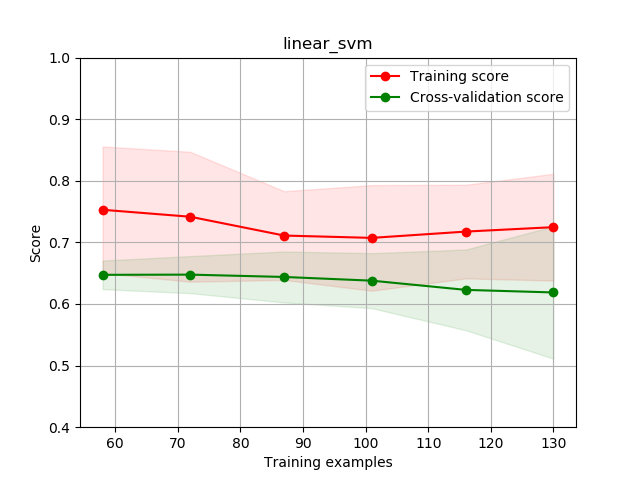 linear_svm
Training score
Cross-validation score
1.0
0.9
0.8
0.7
0.6
0.5
0.4
Score
60 70 80 90 100 110 120 130
Training examples